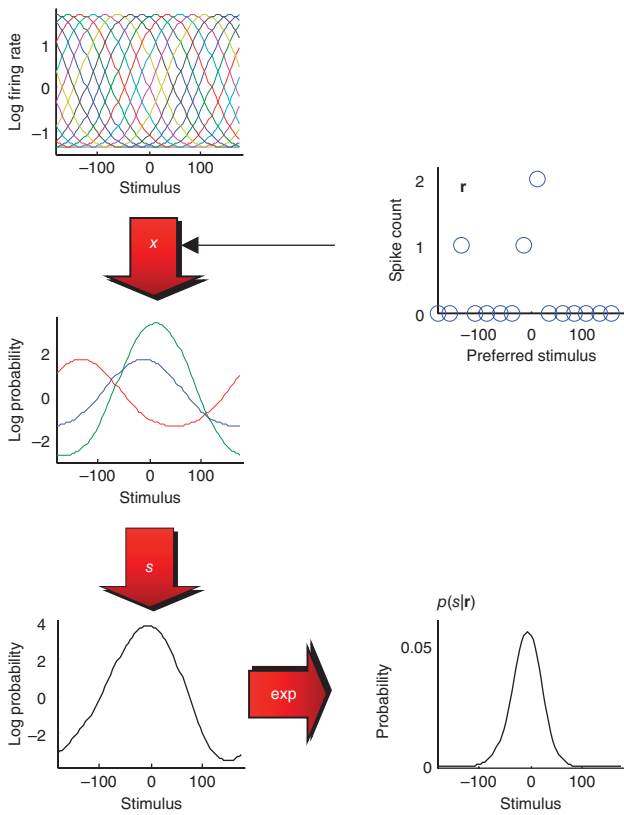 Log firing rate
1
0
−1
−100 0 100
Stimulus
x
r
Spike count
2
1
0
−100 0 100
Preferred stimulus
Log probability
2
0
−2
−100 0 100
Stimulus
s
Log probability
4
2
0
−2
−100 0 100
Stimulus
exp
p(s|r)
Probability
0.05
0
−100 0 100
Stimulus